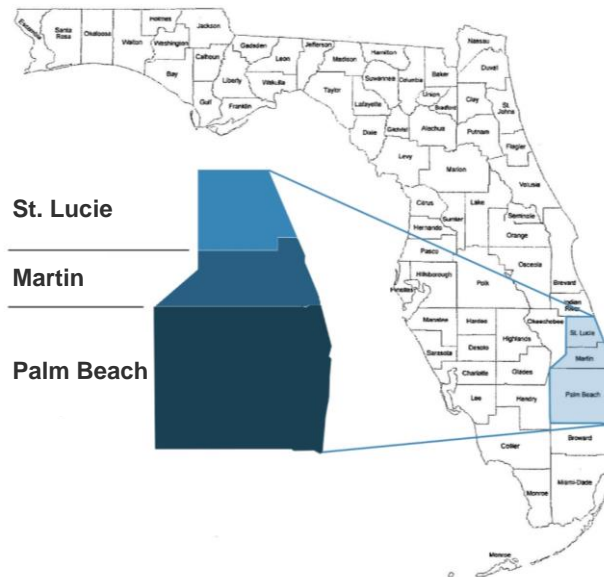 Escambia
Santa
Rosa
Okaloosa
Walton
Holmes
Washington
Jackson
Bay
Calhoun
Gulf
Liberty
Gadsden
Franklin
Leon
Wakulla
Jefferson
Madison
Taylor
Hamilton
Suwannee
Lafayette
Columbia
Dixie
Baker
Union
Bradford
Gilchrist
Alachua
Levy
Nassau
Duval
Clay
St.
Johns
Putnam
Flagler
Marion
Volusia
Citrus
Sumter
Lake
Hernando
Seminole
Orange
Pasco
Osceola
Brevard
Hillsborough
Pinellas
Polk
Indian
River
Manatee
Hardee
Okeechobee
St. Lucie
Highlands
Sarasota
Desoto
Martin
Charlotte
Glades
Lee
Hendry
Palm Beach
Collier
Broward
Monroe
Miami-Dade
Monroe
St. Lucie
Martin
Palm Beach